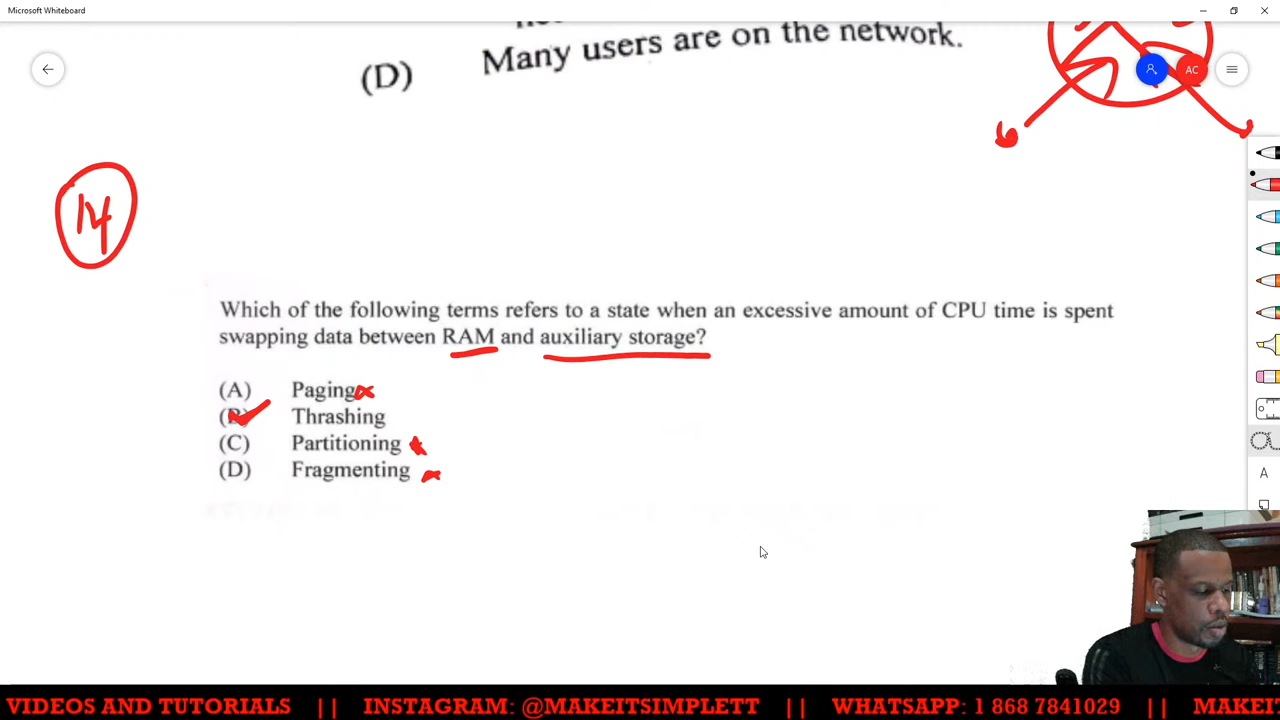 Microsoft Whiteboard
(D) Many users are on the network.
AC
14
Which of the following terms refers to a state when an excessive amount of CPU time is spent
swapping data between RAM and auxiliary storage?
(A) Paging
(B) Thrashing
(C) Partitioning
(D) Fragmenting
A
VIDEOS AND TUTORIALS || INSTAGRAM: @MAKEITSIMPLETT || WHATSAPP: 1 868 7841029 || MAKEI